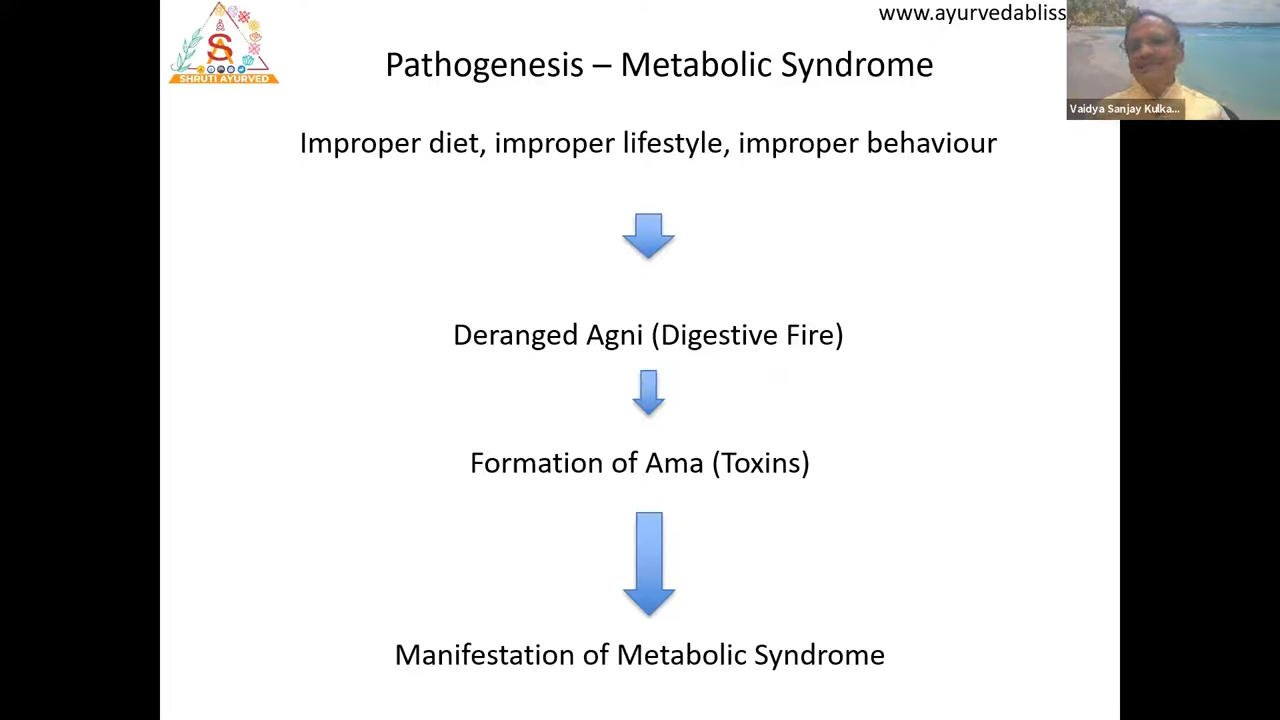 www.ayurvedabliss
SHRUTI AYURVED
Pathogenesis – Metabolic Syndrome
Vaidya Sanjay Kulka...
Improper diet, improper lifestyle, improper behaviour
Deranged Agni (Digestive Fire)
Formation of Ama (Toxins)
Manifestation of Metabolic Syndrome